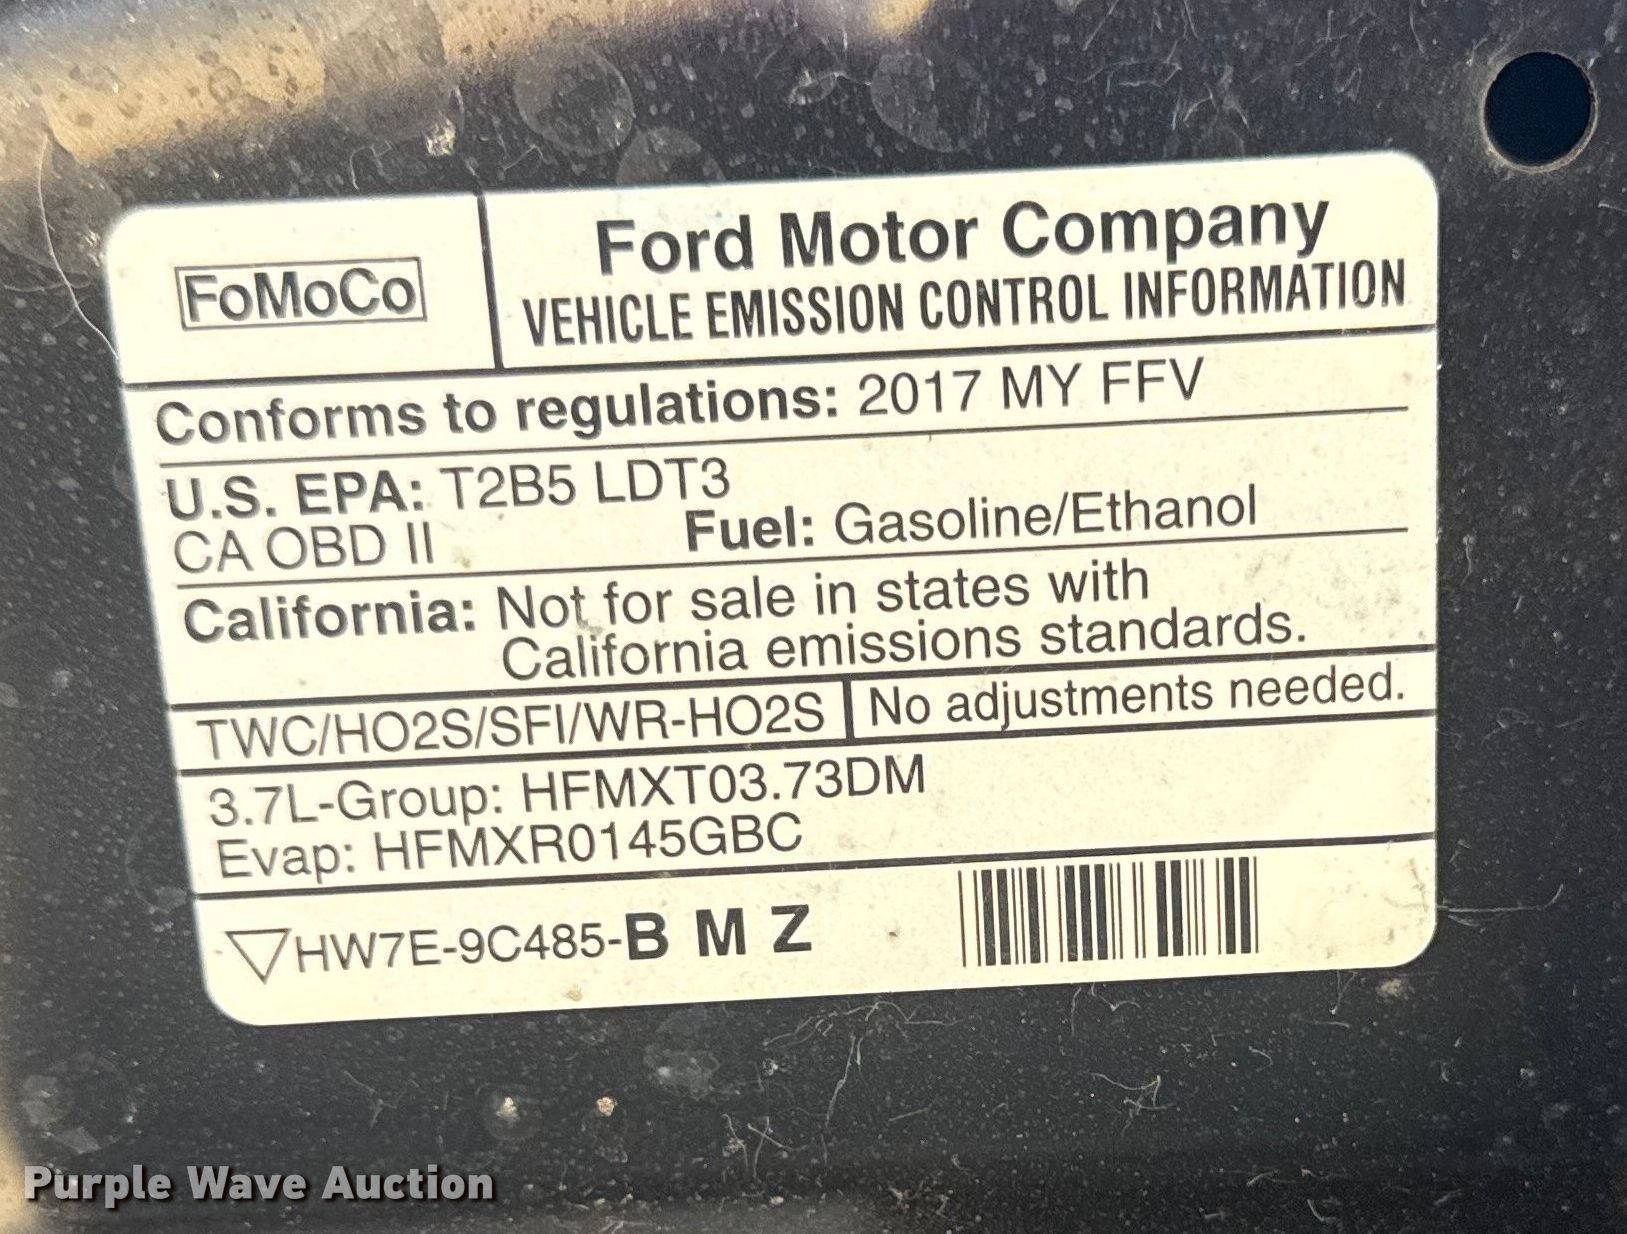 FoMoCo
Ford Motor Company
VEHICLE EMISSION CONTROL INFORMATION
Conforms to regulations: 2017 MY FFV
U.S. EPA: T2B5 LDT3
CA OBD II Fuel: Gasoline/Ethanol
California: Not for sale in states with
California emissions standards.
TWC/HO2S/SFI/WR-HO2S No adjustments needed.
3.7L-Group: HFMXT03.73DM
Evap: HFMXR0145GBC
HW7E-9C485-B M Z
Purple Wave Auction